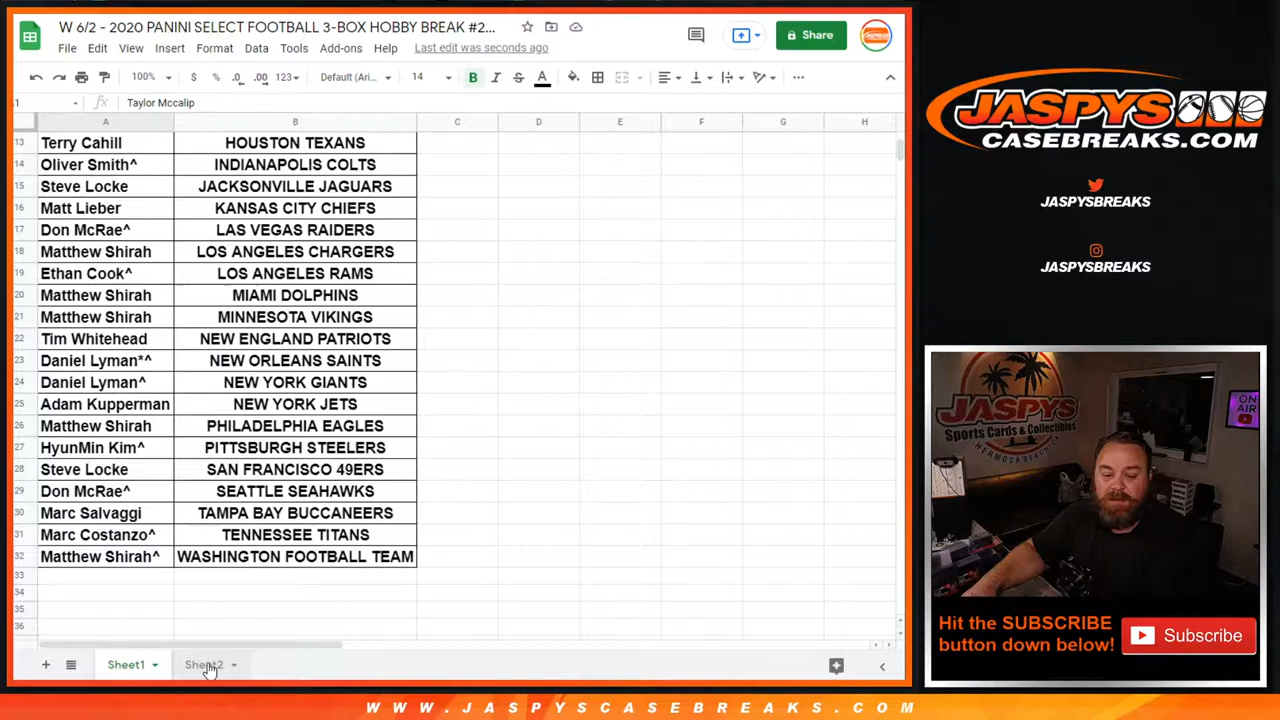 W 6/2 - 2020 PANINI SELECT FOOTBALL 3-BOX HOBBY BREAK #2...
File Edit View Insert Format Data Tools Add-ons Help Last edit was seconds ago
Share
100% $ % .0 .00 123 Default (Ari... 14 B I S A
1 fx Taylor Mccalip
A B C D E F G H
13 Terry Cahill HOUSTON TEXANS
14 Oliver Smith^ INDIANAPOLIS COLTS
15 Steve Locke JACKSONVILLE JAGUARS
16 Matt Lieber KANSAS CITY CHIEFS
17 Don McRae^ LAS VEGAS RAIDERS
18 Matthew Shirah LOS ANGELES CHARGERS
19 Ethan Cook^ LOS ANGELES RAMS
20 Matthew Shirah MIAMI DOLPHINS
21 Matthew Shirah MINNESOTA VIKINGS
22 Tim Whitehead NEW ENGLAND PATRIOTS
23 Daniel Lyman*^ NEW ORLEANS SAINTS
24 Daniel Lyman^ NEW YORK GIANTS
25 Adam Kupperman NEW YORK JETS
26 Matthew Shirah PHILADELPHIA EAGLES
27 HyunMin Kim^ PITTSBURGH STEELERS
28 Steve Locke SAN FRANCISCO 49ERS
29 Don McRae^ SEATTLE SEAHAWKS
30 Marc Salvaggi TAMPA BAY BUCCANEERS
31 Marc Costanzo^ TENNESSEE TITANS
32 Matthew Shirah^ WASHINGTON FOOTBALL TEAM
33
34
35
36
Sheet1 Sheet2
JASPYS
CASEBREAKS.COM
JASPYSBREAKS
JASPYSBREAKS
JASPYS
Sports Cards & Collectibles
HERMOSA BEACH
ON
AIR
Hit the SUBSCRIBE
button down below!
Subscribe
WWW.JASPYSCASEBREAKS.COM